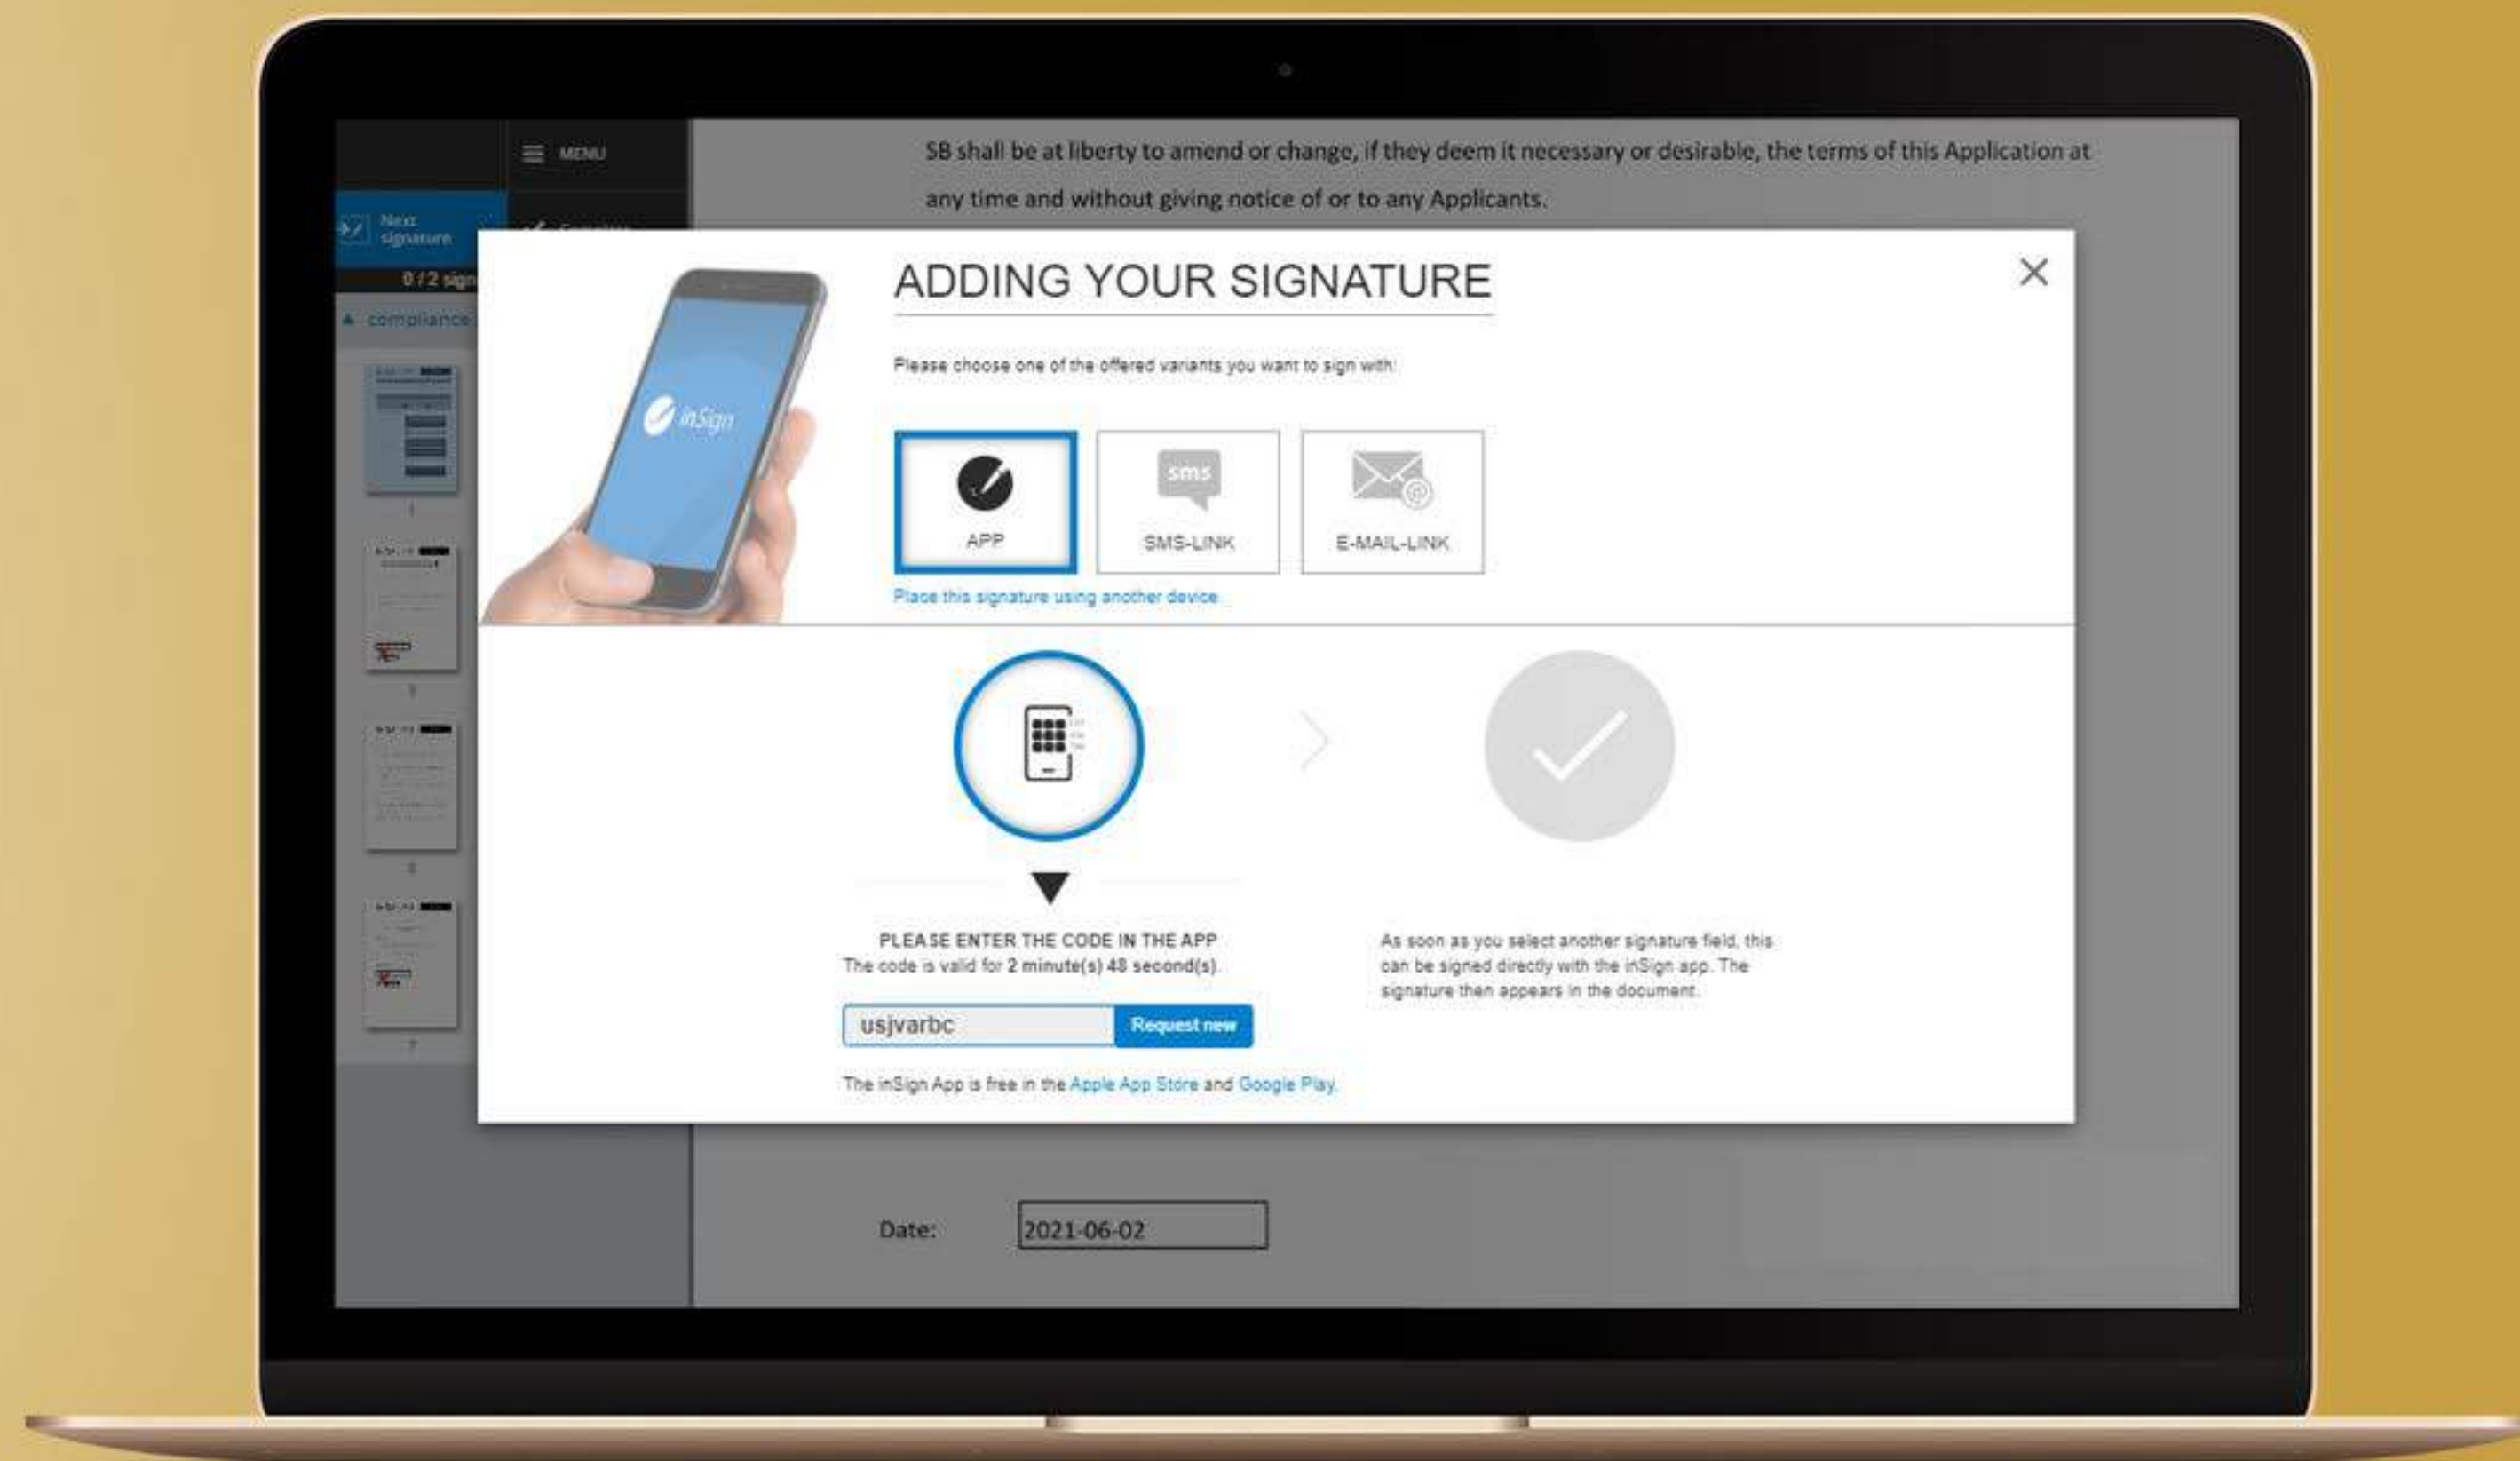 MENU
SB shall be at liberty to amend or change, if they deem it necessary or desirable, the terms of this Application at
any time and without giving notice of or to any Applicants.
Next
signature
0 / 2 sign
compliance
ADDING YOUR SIGNATURE
Please choose one of the offered variants you want to sign with:
inSign
sms
APP
SMS-LINK
E-MAIL-LINK
Place this signature using another device.
PLEASE ENTER THE CODE IN THE APP
The code is valid for 2 minute(s) 48 second(s).
usjvarbc
Request new
The inSign App is free in the Apple App Store and Google Play.
As soon as you select another signature field, this
can be signed directly with the inSign app. The
signature then appears in the document.
Date:
2021-06-02